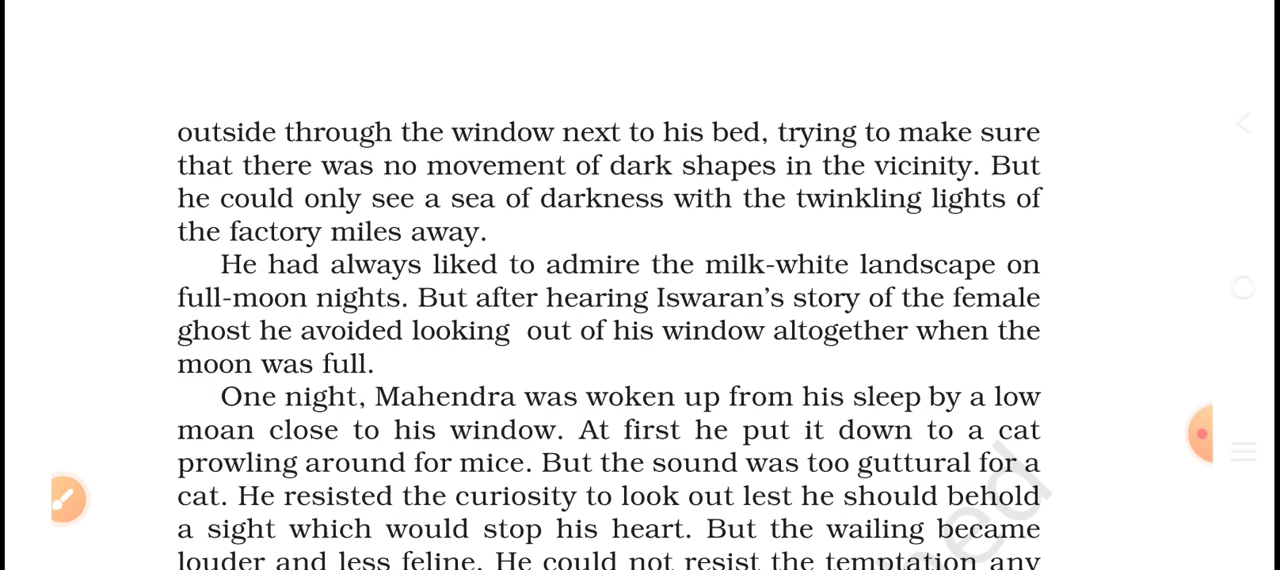 outside through the window next to his bed, trying to make sure
that there was no movement of dark shapes in the vicinity. But
he could only see a sea of darkness with the twinkling lights of
the factory miles away.
He had always liked to admire the milk-white landscape on
full-moon nights. But after hearing Iswaran’s story of the female
ghost he avoided looking out of his window altogether when the
moon was full.
One night, Mahendra was woken up from his sleep by a low
moan close to his window. At first he put it down to a cat
prowling around for mice. But the sound was too guttural for a
cat. He resisted the curiosity to look out lest he should behold
a sight which would stop his heart. But the wailing became
louder and less feline. He could not resist the temptation any